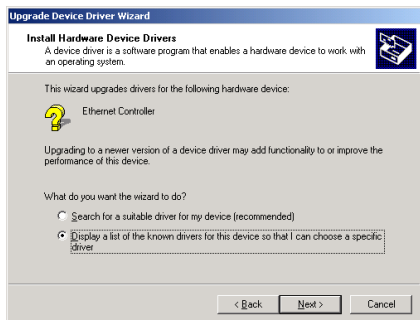 Upgrade Device Driver Wizard
Install Hardware Device Drivers
A device driver is a software program that enables a hardware device to work with
an operating system.
This wizard upgrades drivers for the following hardware device:
Ethernet Controller
Upgrading to a newer version of a device driver may add functionality to or improve the
performance of this device.
What do you want the wizard to do?
Search for a suitable driver for my device (recommended)
Display a list of the known drivers for this device so that I can choose a specific
driver
< Back
Next >
Cancel